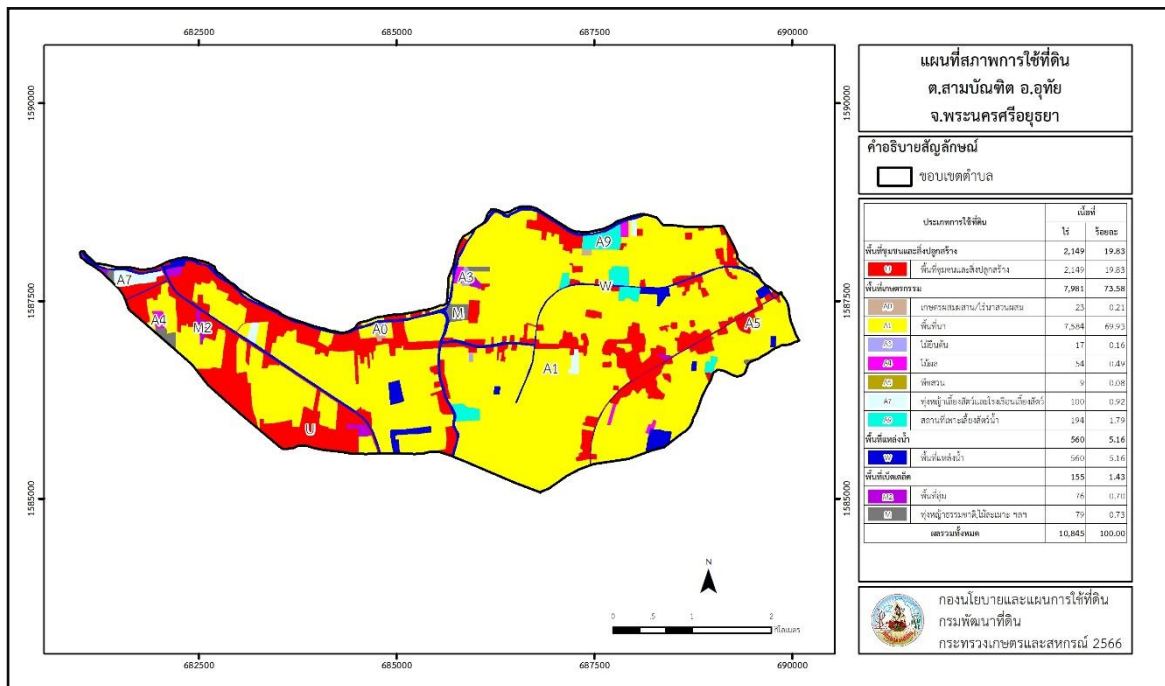 682500 685000 687500 690000
1590000 1590000
1587500 1587500
1585000 1585000
A7
A4
M2
U
A0
A3
M
A9
W
A5
A1
N
0 .5 1 2
กิโลเมตร
682500 685000 687500 690000
แผนที่สภาพการใช้ที่ดิน
ต.สามบัณฑิต อ.อุทัย
จ.พระนครศรีอยุธยา
คำอธิบายสัญลักษณ์
ขอบเขตตำบล
ประเภทการใช้ที่ดิน เนื้อที่
ไร่ ร้อยละ
พื้นที่ชุมชนและสิ่งปลูกสร้าง 2,149 19.83
U พื้นที่ชุมชนและสิ่งปลูกสร้าง 2,149 19.83
พื้นที่เกษตรกรรม 7,981 73.58
A0 เกษตรผสมผสาน/ไร่นาสวนผสม 23 0.21
A1 พื้นที่นา 7,584 69.93
A3 ไม้ยืนต้น 17 0.16
A4 ไม้ผล 54 0.49
A5 พืชสวน 9 0.08
A7 ทุ่งหญ้าเลี้ยงสัตว์และโรงเรือนเลี้ยงสัตว์ 100 0.92
A9 สถานที่เพาะเลี้ยงสัตว์น้ำ 194 1.79
พื้นที่แหล่งน้ำ 560 5.16
W พื้นที่แหล่งน้ำ 560 5.16
พื้นที่เบ็ดเตล็ด 155 1.43
M2 พื้นที่ลุ่ม 76 0.70
M ทุ่งหญ้าธรรมชาติ,ไม้ละเมาะ ฯลฯ 79 0.73
ผลรวมทั้งหมด 10,845 100.00
กองนโยบายและแผนการใช้ที่ดิน
กรมพัฒนาที่ดิน
กระทรวงเกษตรและสหกรณ์ 2566